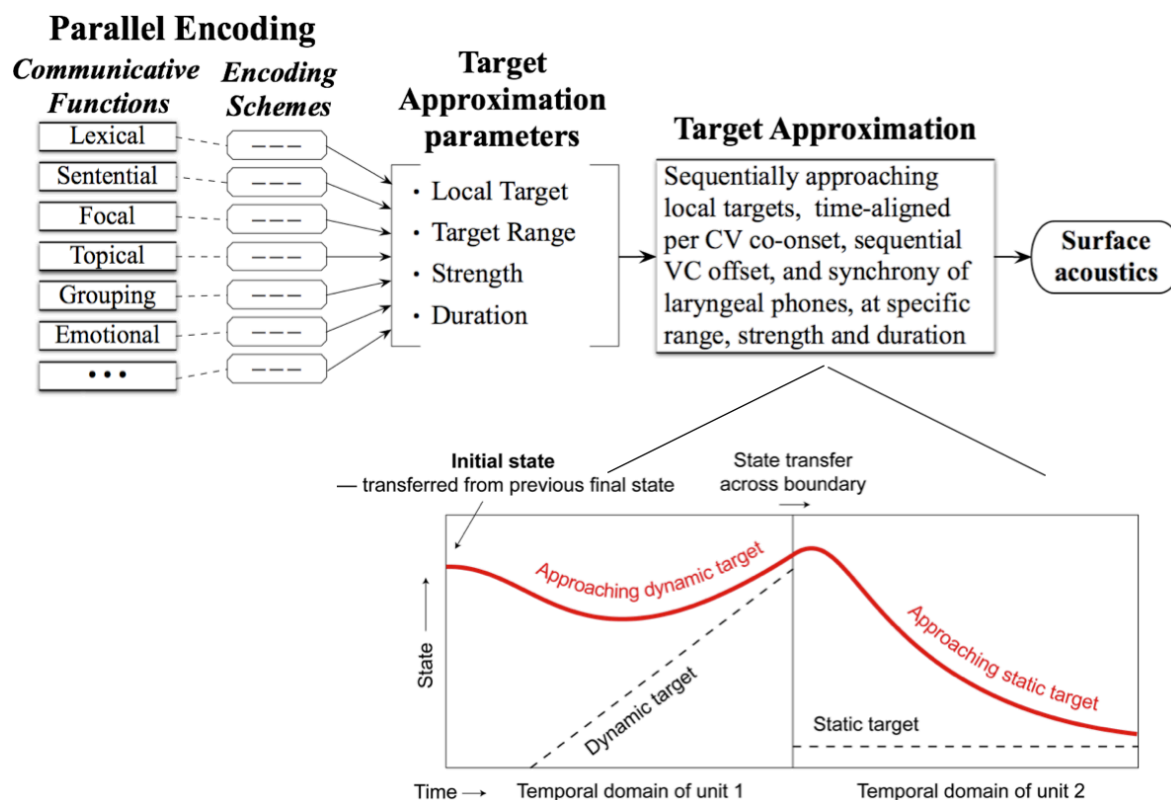 Parallel Encoding
Communicative
Functions
Encoding
Schemes
Lexical
Sentential
Focal
Topical
Grouping
Emotional
• • •
– – –
– – –
– – –
– – –
– – –
– – –
– – –
Target
Approximation
parameters
· Local Target
· Target Range
· Strength
· Duration
Target Approximation
Sequentially approaching
local targets, time-aligned
per CV co-onset, sequential
VC offset, and synchrony of
laryngeal phones, at specific
range, strength and duration
Surface
acoustics
Initial state
— transferred from previous final state
State transfer
across boundary
Approaching dynamic target
Dynamic target
Approaching static target
Static target
State
Time
Temporal domain of unit 1
Temporal domain of unit 2